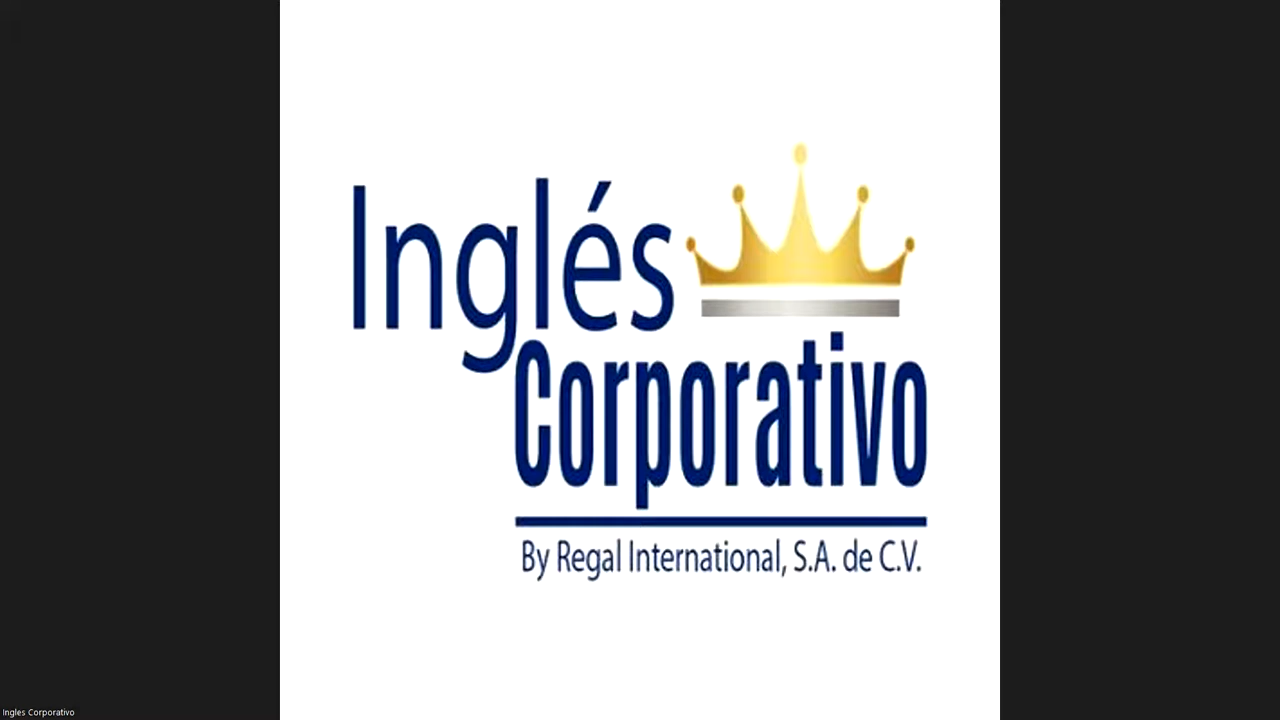 Inglés
Corporativo
By Regal International, S.A. de C.V.
Ingles Corporativo